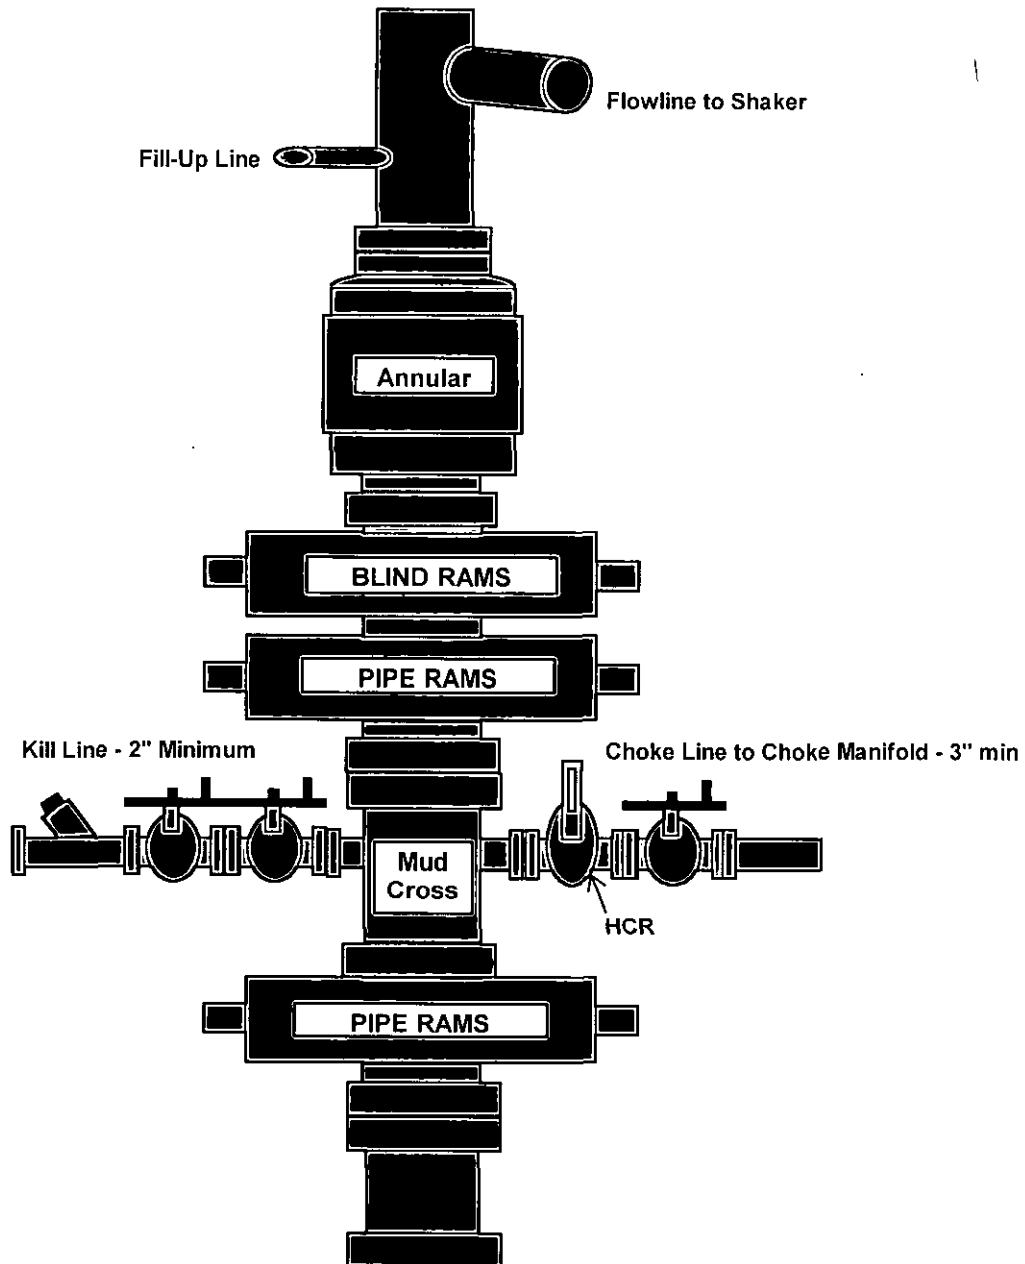 Flowline to Shaker
Fill-Up Line
Annular
BLIND RAMS
PIPE RAMS
Kill Line - 2" Minimum
Choke Line to Choke Manifold - 3" min
Mud
Cross
HCR
PIPE RAMS